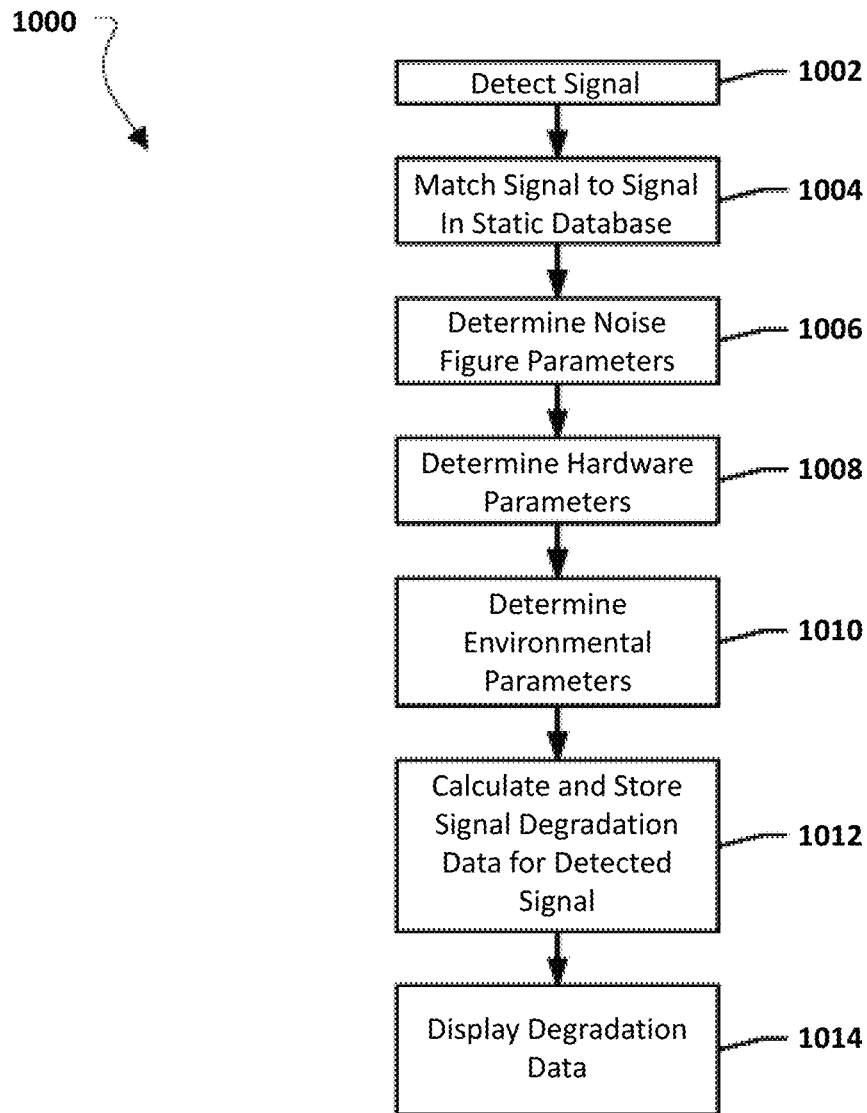 1000
Detect Signal
1002
Match Signal to Signal
In Static Database
1004
Determine Noise
Figure Parameters
1006
Determine Hardware
Parameters
1008
Determine
Environmental
Parameters
1010
Calculate and Store
Signal Degradation
Data for Detected
Signal
1012
Display Degradation
Data
1014